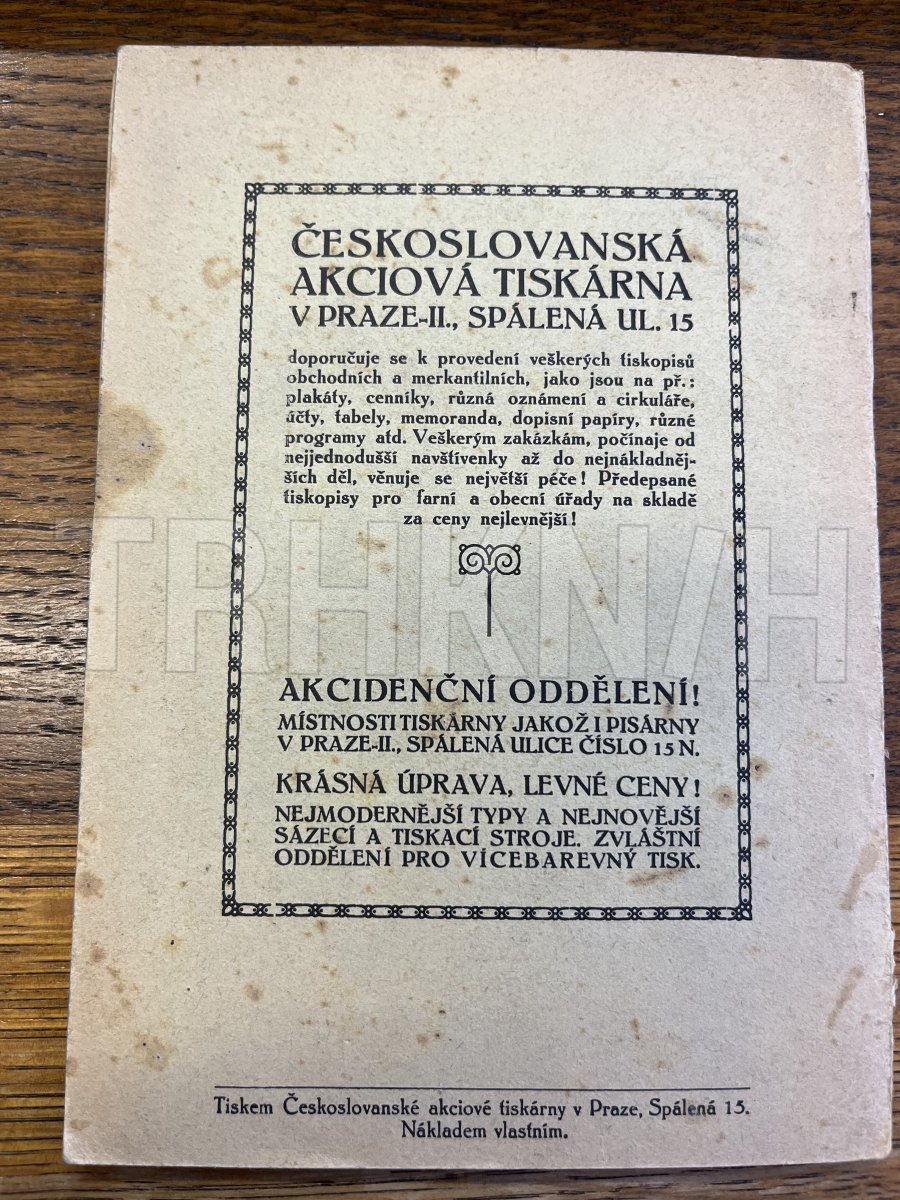 ČESKOSLOVANSKÁ
AKCIOVÁ TISKÁRNA
V PRAZE-II., SPÁLENÁ UL. 15
doporučuje se k provedení veškerých tiskopisů
obchodních a merkantilních, jako jsou na př.:
plakáty, cenníky, různá oznámení a cirkuláře,
účty, tabely, memoranda, dopisní papíry, různé
programy atd. Veškerým zakázkám, počínaje od
nejjednodušší navštívenky až do nejnákladněj-
ších děl, věnuje se největší péče! Předepsané
tiskopisy pro farní a obecní úřady na skladě
za ceny nejlevnější!
TRHKNIH
AKCIDENČNÍ ODDĚLENÍ!
MÍSTNOSTI TISKÁRNY JAKOŽ I PISÁRNY
V PRAZE-II., SPÁLENÁ ULICE ČÍSLO 15 N.
KRÁSNÁ ÚPRAVA, LEVNÉ CENY!
NEJMODERNĚJŠÍ TYPY A NEJNOVĚJŠÍ
SÁZECÍ A TISKACÍ STROJE. ZVLÁŠTNÍ
ODDĚLENÍ PRO VÍCEBAREVNÝ TISK.
Tiskem Československé akciové tiskárny v Praze, Spálená 15.
Nákladem vlastním.